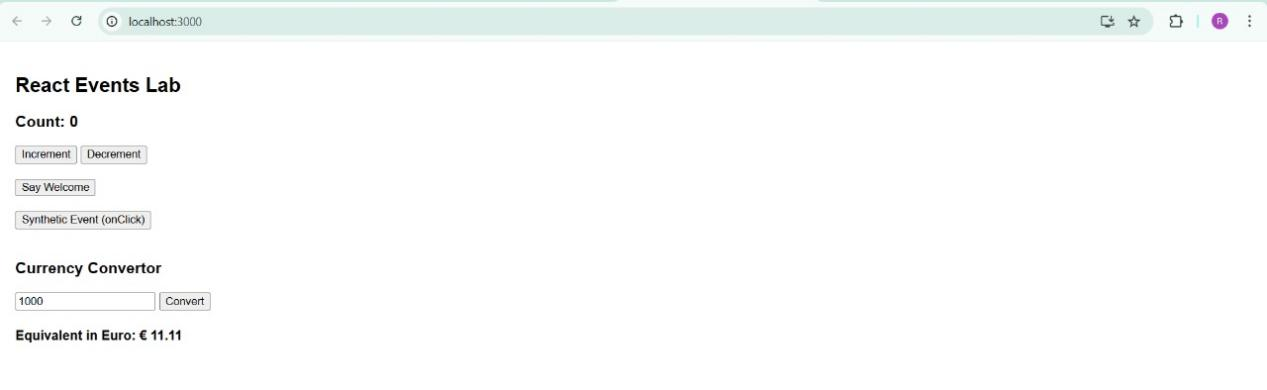 localhost:3000
R
React Events Lab
Count: 0
Increment Decrement
Say Welcome
Synthetic Event (onClick)
Currency Convertor
1000 Convert
Equivalent in Euro: € 11.11